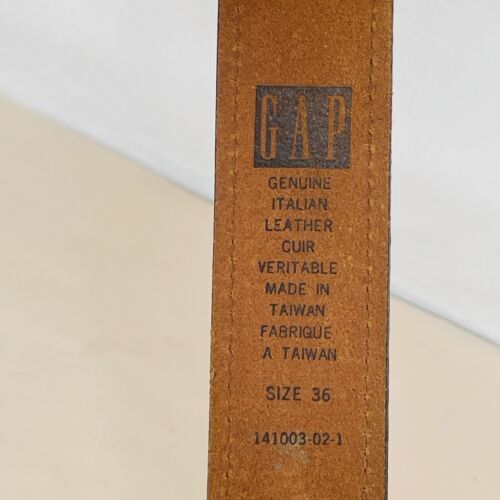 GAP
GENUINE
ITALIAN
LEATHER
CUIR
VERITABLE
MADE IN
TAIWAN
FABRIQUE
A TAIWAN
SIZE 36
141003-02-1